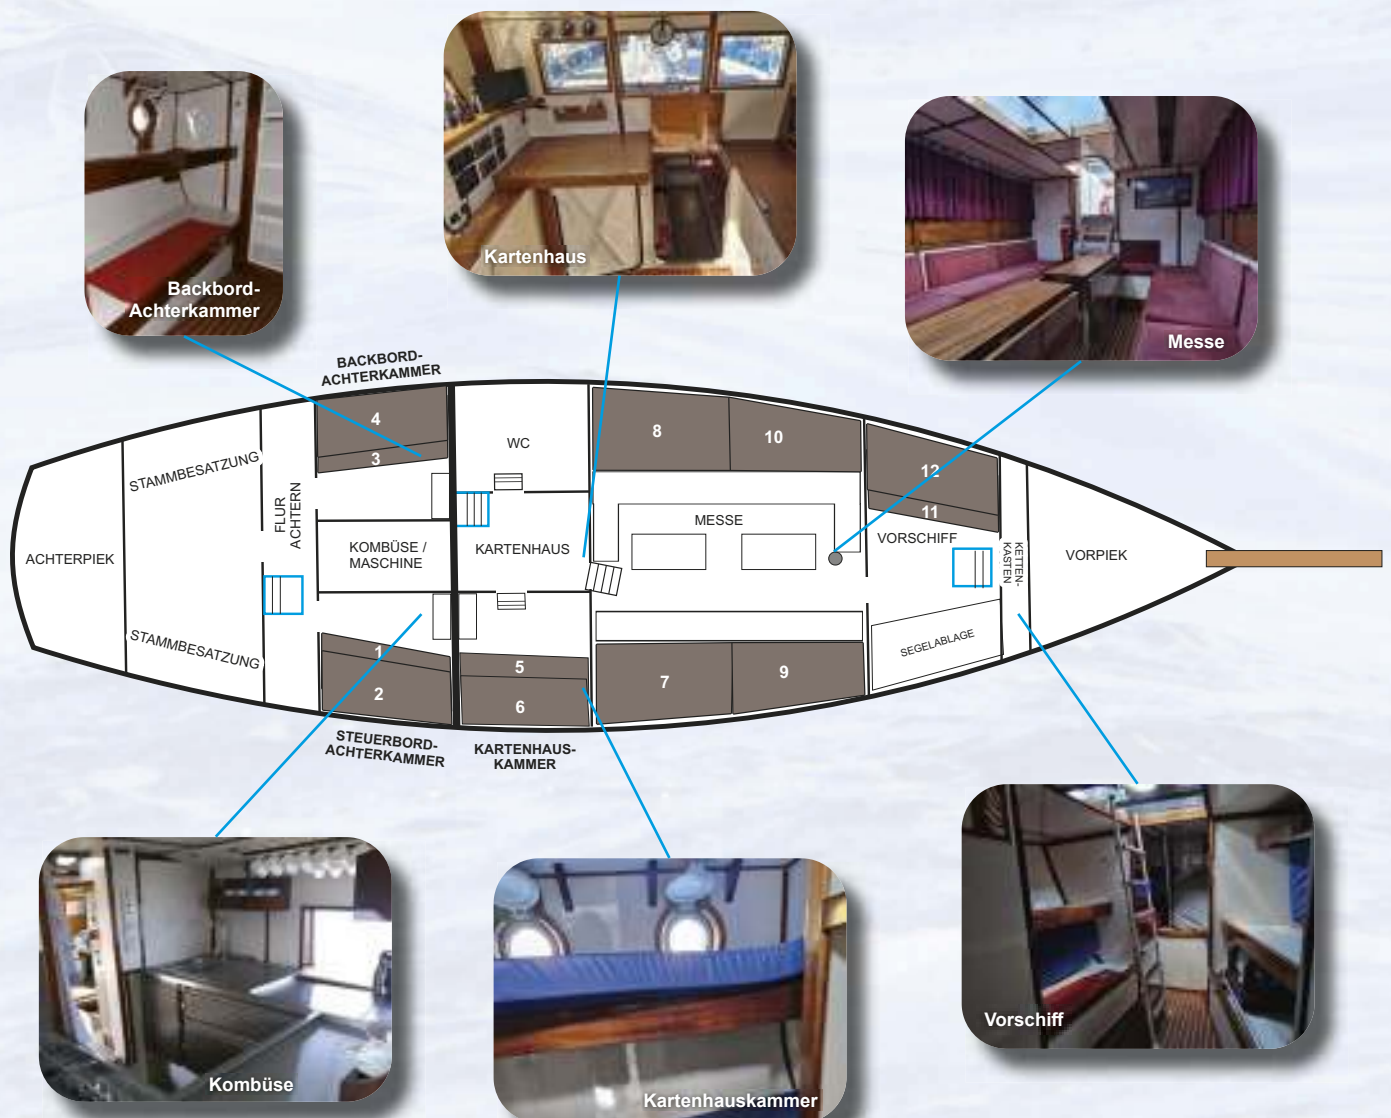 Kartenhaus
Backbord-
Achterkammer
Messe
BACKBORD-
ACHTERKAMMER
4
3
8
10
12
11
WC
STAMMBESATZUNG
FLUR
ACHTERN
MESSE
VORSCHIFF
KOMBÜSE /
MASCHINE
KARTENHAUS
ACHTERPIEK
KETTEN-
KASTEN
VORPIEK
STAMMBESATZUNG
SEGELABLAGE
1
2
5
6
7
9
STEUERBORD-
ACHTERKAMMER
KARTENHAUS-
KAMMER
Vorschiff
Kombüse
Kartenhauskammer